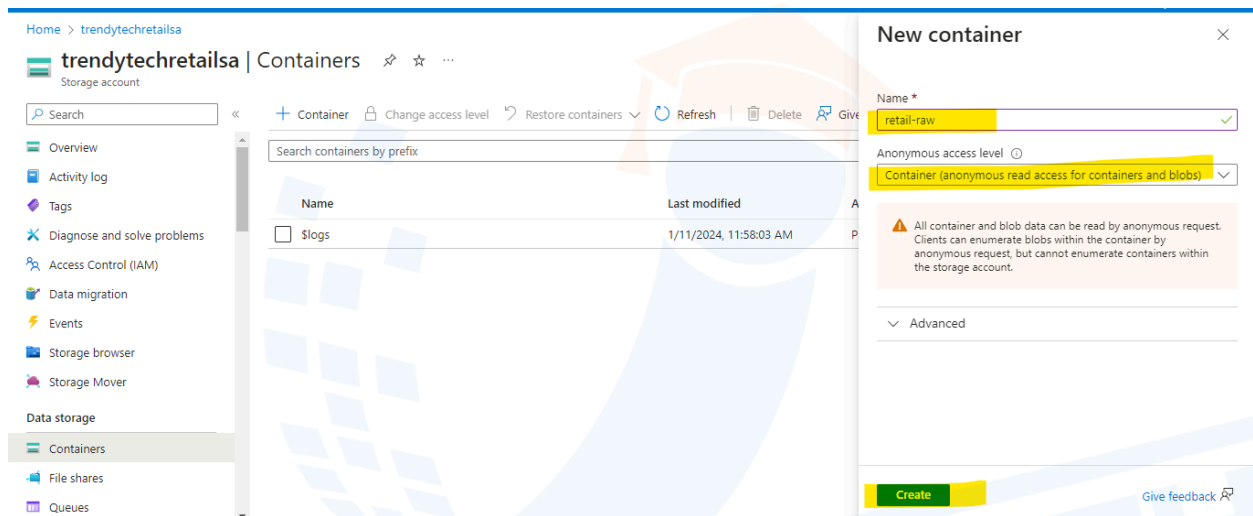 Home > trendytechretailsa
trendytechretailsa | Containers
Storage account
Search
Overview
Activity log
Tags
Diagnose and solve problems
Access Control (IAM)
Data migration
Events
Storage browser
Storage Mover
Data storage
Containers
File shares
Queues
Container Change access level Restore containers Refresh Delete Give
Search containers by prefix
Name Last modified A
$logs 1/11/2024, 11:58:03 AM P
New container
Name *
retail-raw
Anonymous access level
Container (anonymous read access for containers and blobs)
All container and blob data can be read by anonymous request.
Clients can enumerate blobs within the container by
anonymous request, but cannot enumerate containers within
the storage account.
Advanced
Create
Give feedback